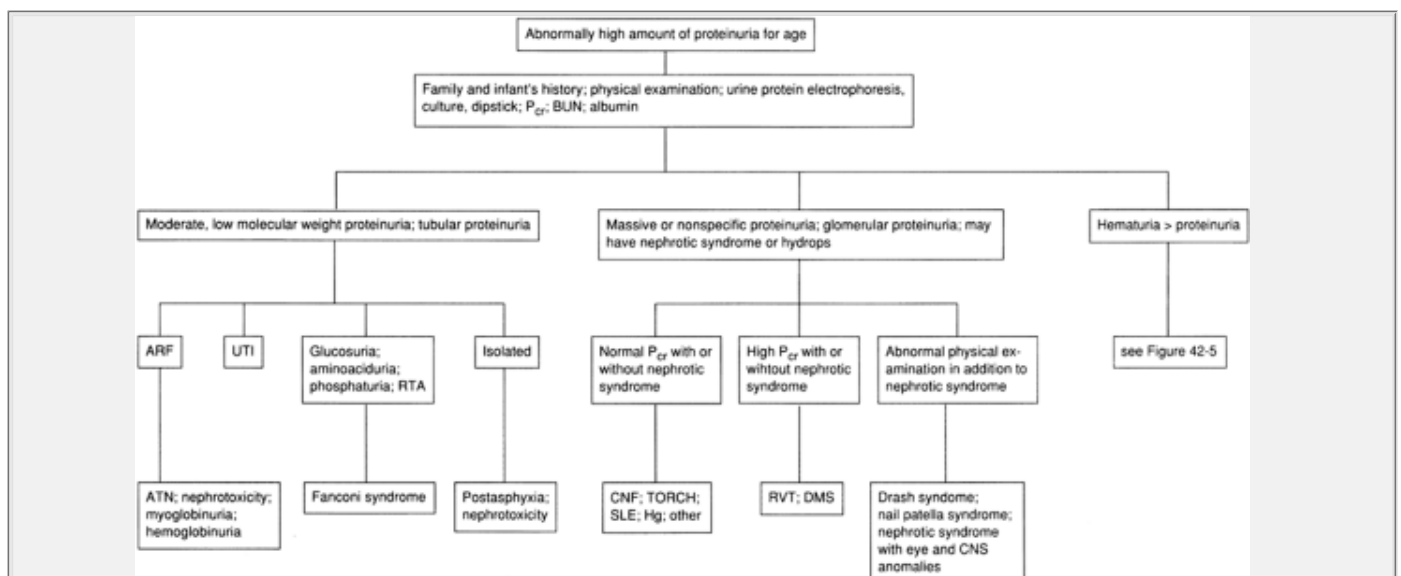 Abnormally high amount of proteinuria for age
Family and infant's history; physical examination; urine protein electrophoresis,
culture, dipstick; Pcr; BUN; albumin
Moderate, low molecular weight proteinuria; tubular proteinuria
Massive or nonspecific proteinuria; glomerular proteinuria; may
have nephrotic syndrome or hydrops
Hematuria > proteinuria
ARF
UTI
Glucosuria;
aminoaciduria;
phosphaturia; RTA
Isolated
Normal Pcr with or
without nephrotic
syndrome
High Pcr with or
wihtout nephrotic
syndrome
Abnormal physical ex-
amination in addition to
nephrotic syndrome
see Figure 42-5
ATN; nephrotoxicity;
myoglobinuria;
hemoglobinuria
Fanconi syndrome
Postasphyxia;
nephrotoxicity
CNF; TORCH;
SLE; Hg; other
RVT; DMS
Drash syndome;
nail patella syndrome;
nephrotic syndrome
with eye and CNS
anomalies